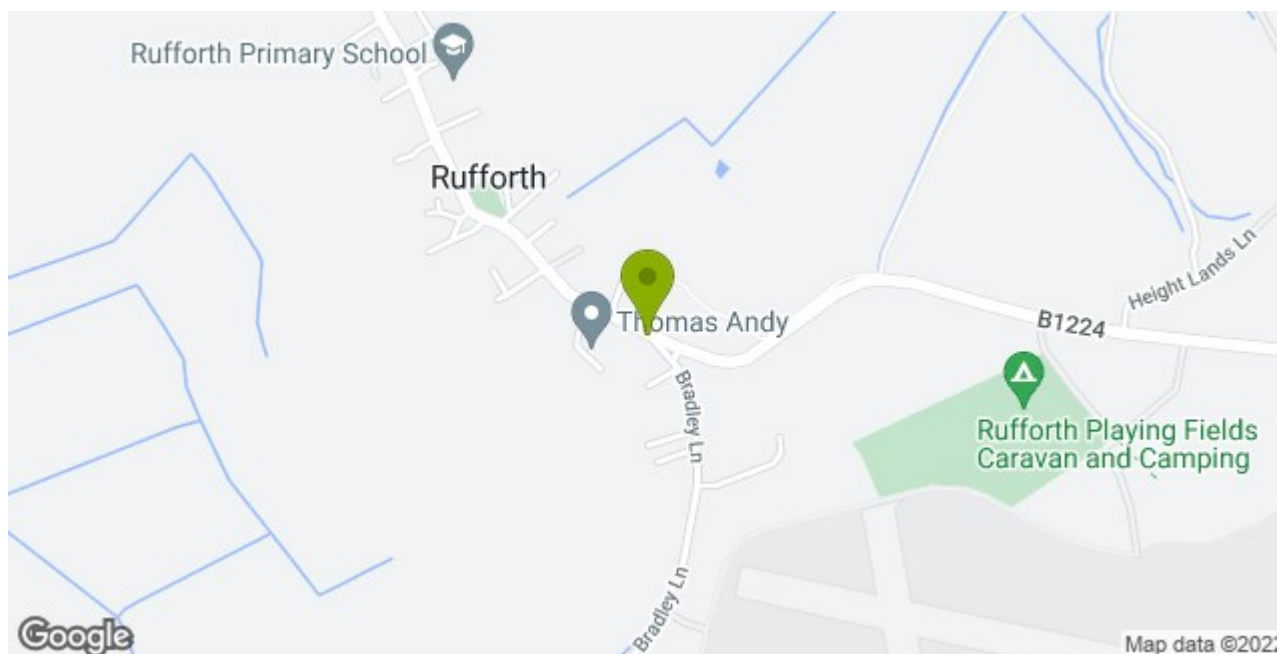 Rufforth Primary School
Rufforth
Height Lands Ln
Thomas Andy
B1224
Bradley Ln
Rufforth Playing Fields
Caravan and Camping
Bradley Ln
Google
Map data ©2022